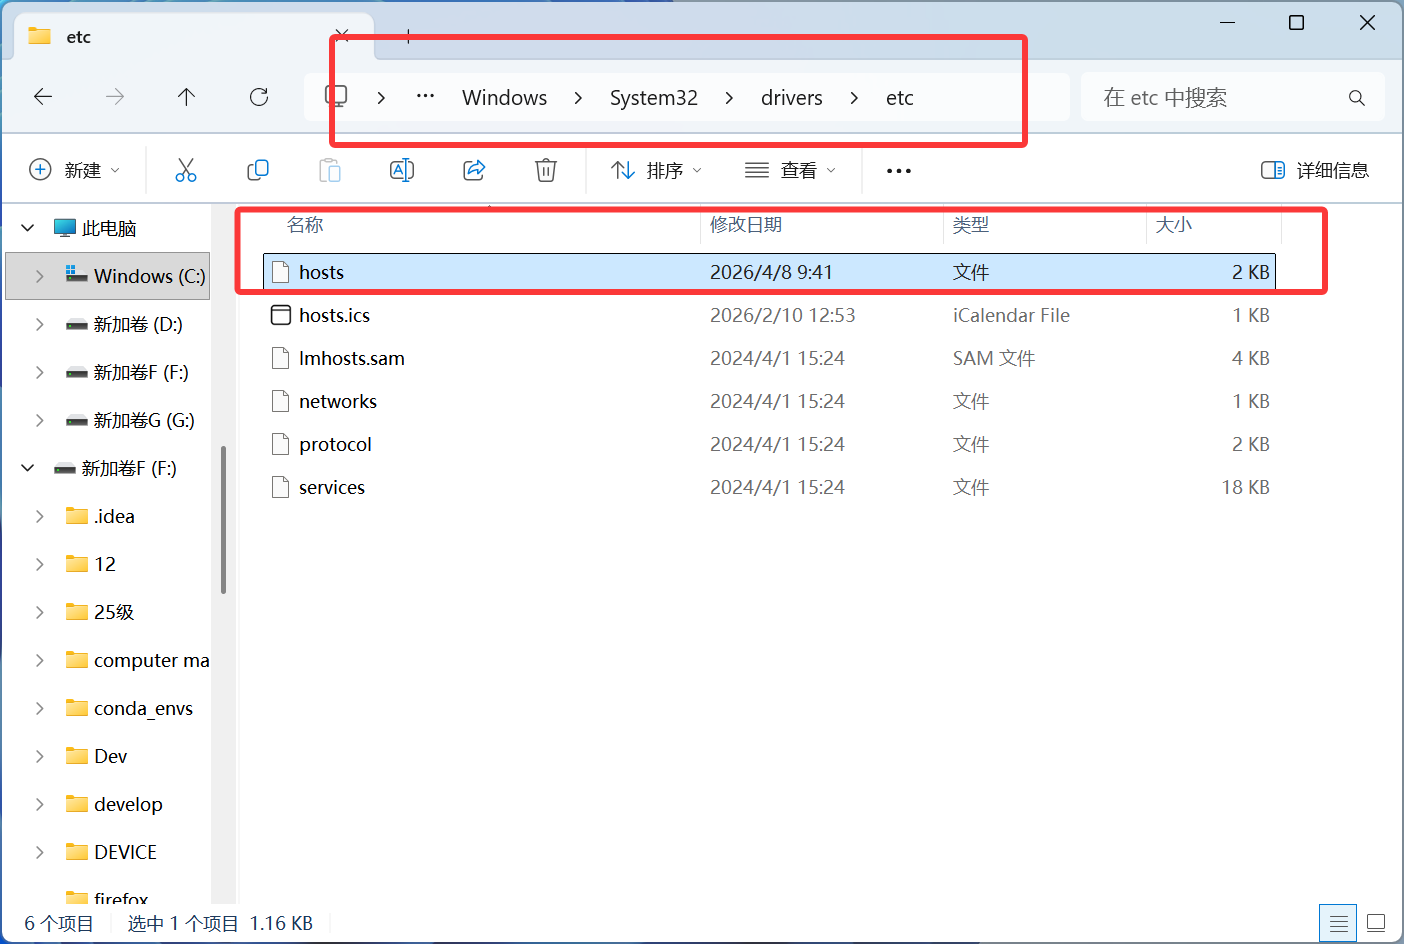 etc
Windows System32 drivers etc
在 etc 中搜索
新建 排序 查看 详细信息
名称 修改日期 类型 大小
hosts 2026/4/8 9:41 文件 2 KB
hosts.ics 2026/2/10 12:53 iCalendar File 1 KB
lmhosts.sam 2024/4/1 15:24 SAM 文件 4 KB
networks 2024/4/1 15:24 文件 1 KB
protocol 2024/4/1 15:24 文件 2 KB
services 2024/4/1 15:24 文件 18 KB
此电脑
Windows (C:)
新加卷 (D:)
新加卷F (F:)
新加卷G (G:)
新加卷F (F:)
.idea
12
25级
computer ma
conda_envs
Dev
develop
DEVICE
firefox
6 个项目 选中 1 个项目 1.16 KB